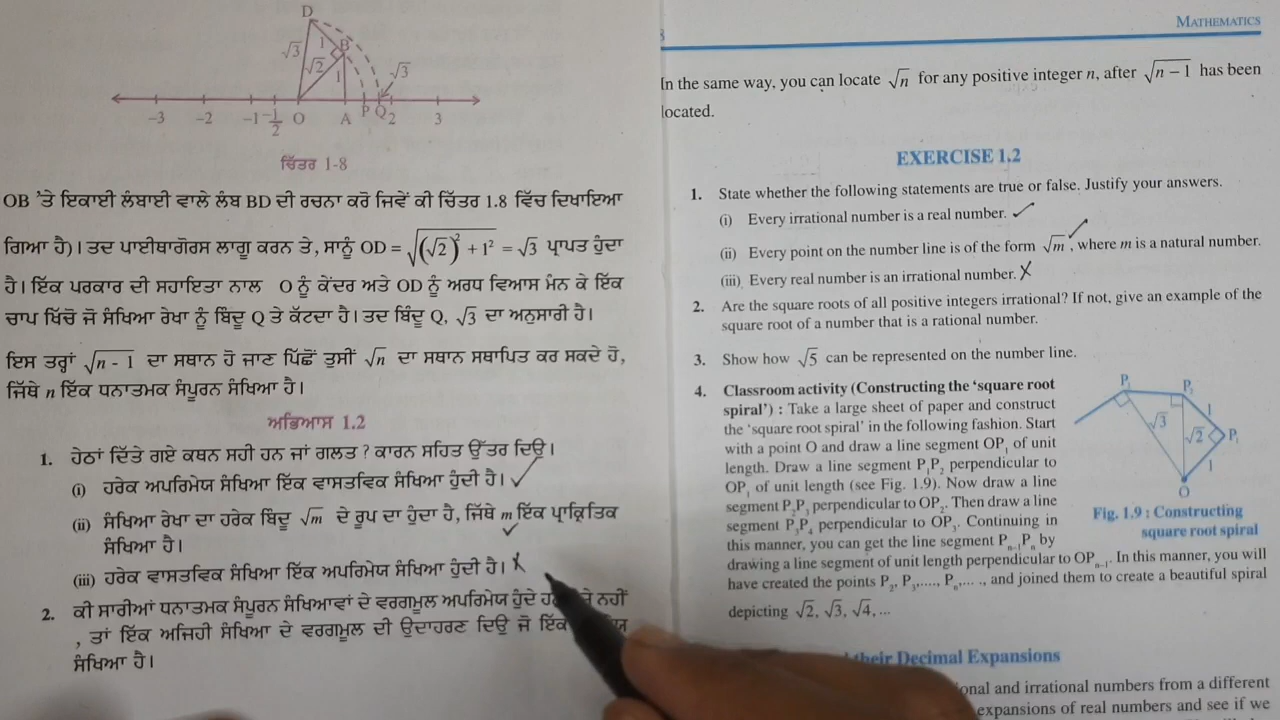 D
√3
1
B
√2
1
√3
-3
-2
-1
-1/2
O
A
P
Q
2
3
ਚਿੱਤਰ 1-8
OB 'ਤੇ ਇਕਾਈ ਲੰਬਾਈ ਵਾਲੇ ਲੰਬ BD ਦੀ ਰਚਨਾ ਕਰੋ ਜਿਵੇਂ ਕੀ ਚਿੱਤਰ 1.8 ਵਿੱਚ ਦਿਖਾਇਆ
ਗਿਆ ਹੈ)। ਤਦ ਪਾਈਥਾਗੋਰਸ ਲਾਗੂ ਕਰਨ ਤੇ, ਸਾਨੂੰ OD = √((√2)² + 1²) = √3 ਪ੍ਰਾਪਤ ਹੁੰਦਾ
ਹੈ। ਇੱਕ ਪਰਕਾਰ ਦੀ ਸਹਾਇਤਾ ਨਾਲ O ਨੂੰ ਕੇਂਦਰ ਅਤੇ OD ਨੂੰ ਅਰਧ ਵਿਆਸ ਮੰਨ ਕੇ ਇੱਕ
ਚਾਪ ਖਿੱਚੋ ਜੋ ਸੰਖਿਆ ਰੇਖਾ ਨੂੰ ਬਿੰਦੂ Q ਤੇ ਕੱਟਦਾ ਹੈ। ਤਦ ਬਿੰਦੂ Q, √3 ਦਾ ਅਨੁਸਾਰੀ ਹੈ।
ਇਸ ਤਰ੍ਹਾਂ √(n - 1) ਦਾ ਸਥਾਨ ਹੋ ਜਾਣ ਪਿੱਛੋਂ ਤੁਸੀਂ √n ਦਾ ਸਥਾਨ ਸਥਾਪਿਤ ਕਰ ਸਕਦੇ ਹੋ,
ਜਿੱਥੇ n ਇੱਕ ਧਨਾਤਮਕ ਸੰਪੂਰਨ ਸੰਖਿਆ ਹੈ।
ਅਭਿਆਸ 1.2
1. ਹੇਠਾਂ ਦਿੱਤੇ ਗਏ ਕਥਨ ਸਹੀ ਹਨ ਜਾਂ ਗਲਤ ? ਕਾਰਨ ਸਹਿਤ ਉੱਤਰ ਦਿਉ।
(i) ਹਰੇਕ ਅਪਰਿਮੇਯ ਸੰਖਿਆ ਇੱਕ ਵਾਸਤਵਿਕ ਸੰਖਿਆ ਹੁੰਦੀ ਹੈ।
(ii) ਸੰਖਿਆ ਰੇਖਾ ਦਾ ਹਰੇਕ ਬਿੰਦੂ √m ਦੇ ਰੂਪ ਦਾ ਹੁੰਦਾ ਹੈ, ਜਿੱਥੇ m ਇੱਕ ਪ੍ਰਾਕ੍ਰਿਤਿਕ
ਸੰਖਿਆ ਹੈ।
(iii) ਹਰੇਕ ਵਾਸਤਵਿਕ ਸੰਖਿਆ ਇੱਕ ਅਪਰਿਮੇਯ ਸੰਖਿਆ ਹੁੰਦੀ ਹੈ।
2. ਕੀ ਸਾਰੀਆਂ ਧਨਾਤਮਕ ਸੰਪੂਰਨ ਸੰਖਿਆਵਾਂ ਦੇ ਵਰਗਮੂਲ ਅਪਰਿਮੇਯ ਹੁੰਦੇ ਨਹੀਂ
, ਤਾਂ ਇੱਕ ਅਜਿਹੀ ਸੰਖਿਆ ਦੇ ਵਰਗਮੂਲ ਦੀ ਉਦਾਹਰਣ ਦਿਉ ਜੋ ਇੱਕ
ਸੰਖਿਆ ਹੈ।
8
MATHEMATICS
In the same way, you can locate √n for any positive integer n, after √(n – 1) has been
located.
EXERCISE 1.2
1. State whether the following statements are true or false. Justify your answers.
(i) Every irrational number is a real number.
(ii) Every point on the number line is of the form √m , where m is a natural number.
(iii) Every real number is an irrational number.
2. Are the square roots of all positive integers irrational? If not, give an example of the
square root of a number that is a rational number.
3. Show how √5 can be represented on the number line.
4. Classroom activity (Constructing the 'square root
spiral') : Take a large sheet of paper and construct
the 'square root spiral' in the following fashion. Start
with a point O and draw a line segment OP₁ of unit
length. Draw a line segment P₁P₂ perpendicular to
OP₁ of unit length (see Fig. 1.9). Now draw a line
segment P₂P₃ perpendicular to OP₂. Then draw a line
segment P₃P₄ perpendicular to OP₃. Continuing in
this manner, you can get the line segment Pₙ₋₁Pₙ by
drawing a line segment of unit length perpendicular to OPₙ₋₁. In this manner, you will
have created the points P₂, P₃,....., Pₙ,... ., and joined them to create a beautiful spiral
depicting √2, √3, √4, ...
P₃
P₂
1
√3
√2
P₁
1
O
Fig. 1.9 : Constructing
square root spiral
their Decimal Expansions
and irrational numbers from a different
expansions of real numbers and see if we